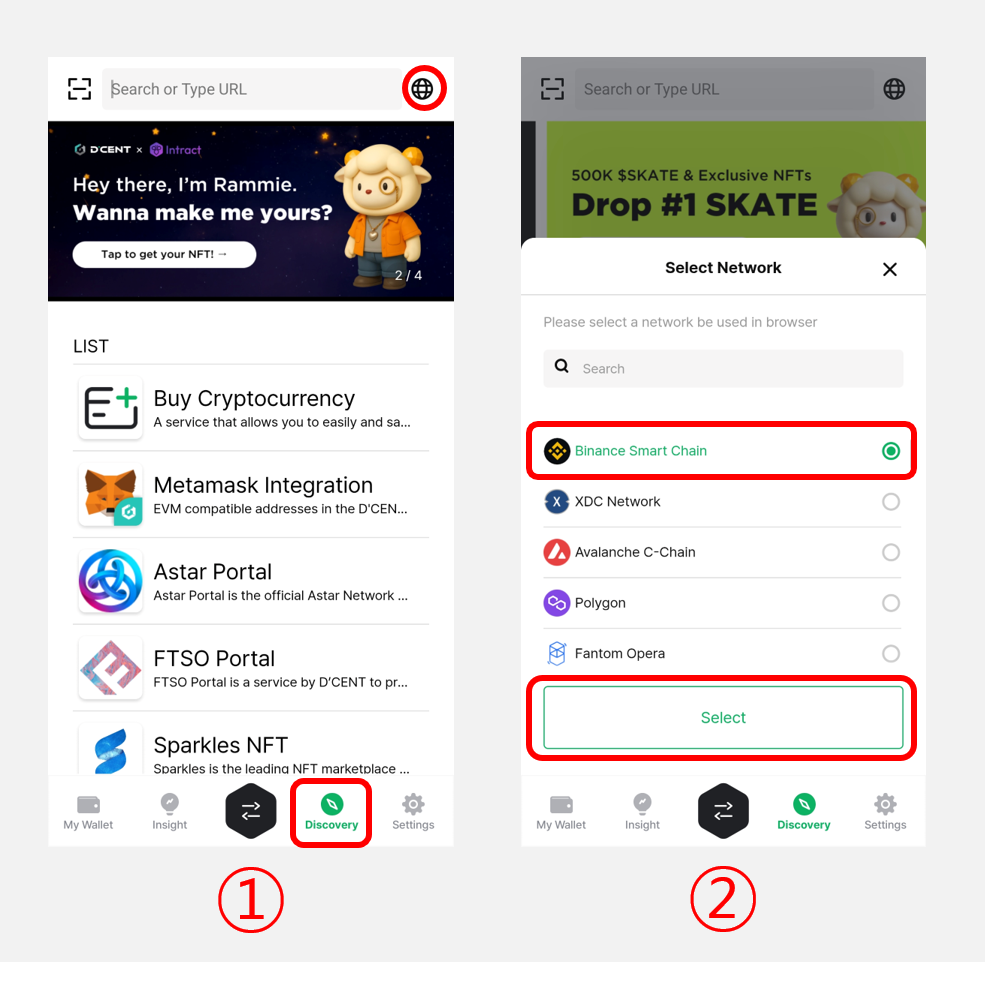 Search or Type URL
D'CENT × Intract
Hey there, I'm Rammie.
Wanna make me yours?
Tap to get your NFT! →
2 / 4
LIST
Buy Cryptocurrency
A service that allows you to easily and sa...
Metamask Integration
EVM compatible addresses in the D'CEN...
Astar Portal
Astar Portal is the official Astar Network ...
FTSO Portal
FTSO Portal is a service by D'CENT to pr...
Sparkles NFT
Sparkles is the leading NFT marketplace ...
My Wallet
Insight
Discovery
Settings
①
Search or Type URL
500K $SKATE & Exclusive NFTs
Drop #1 SKATE
Select Network
Please select a network be used in browser
Search
Binance Smart Chain
X XDC Network
Avalanche C-Chain
Polygon
Fantom Opera
Select
My Wallet
Insight
Discovery
Settings
②